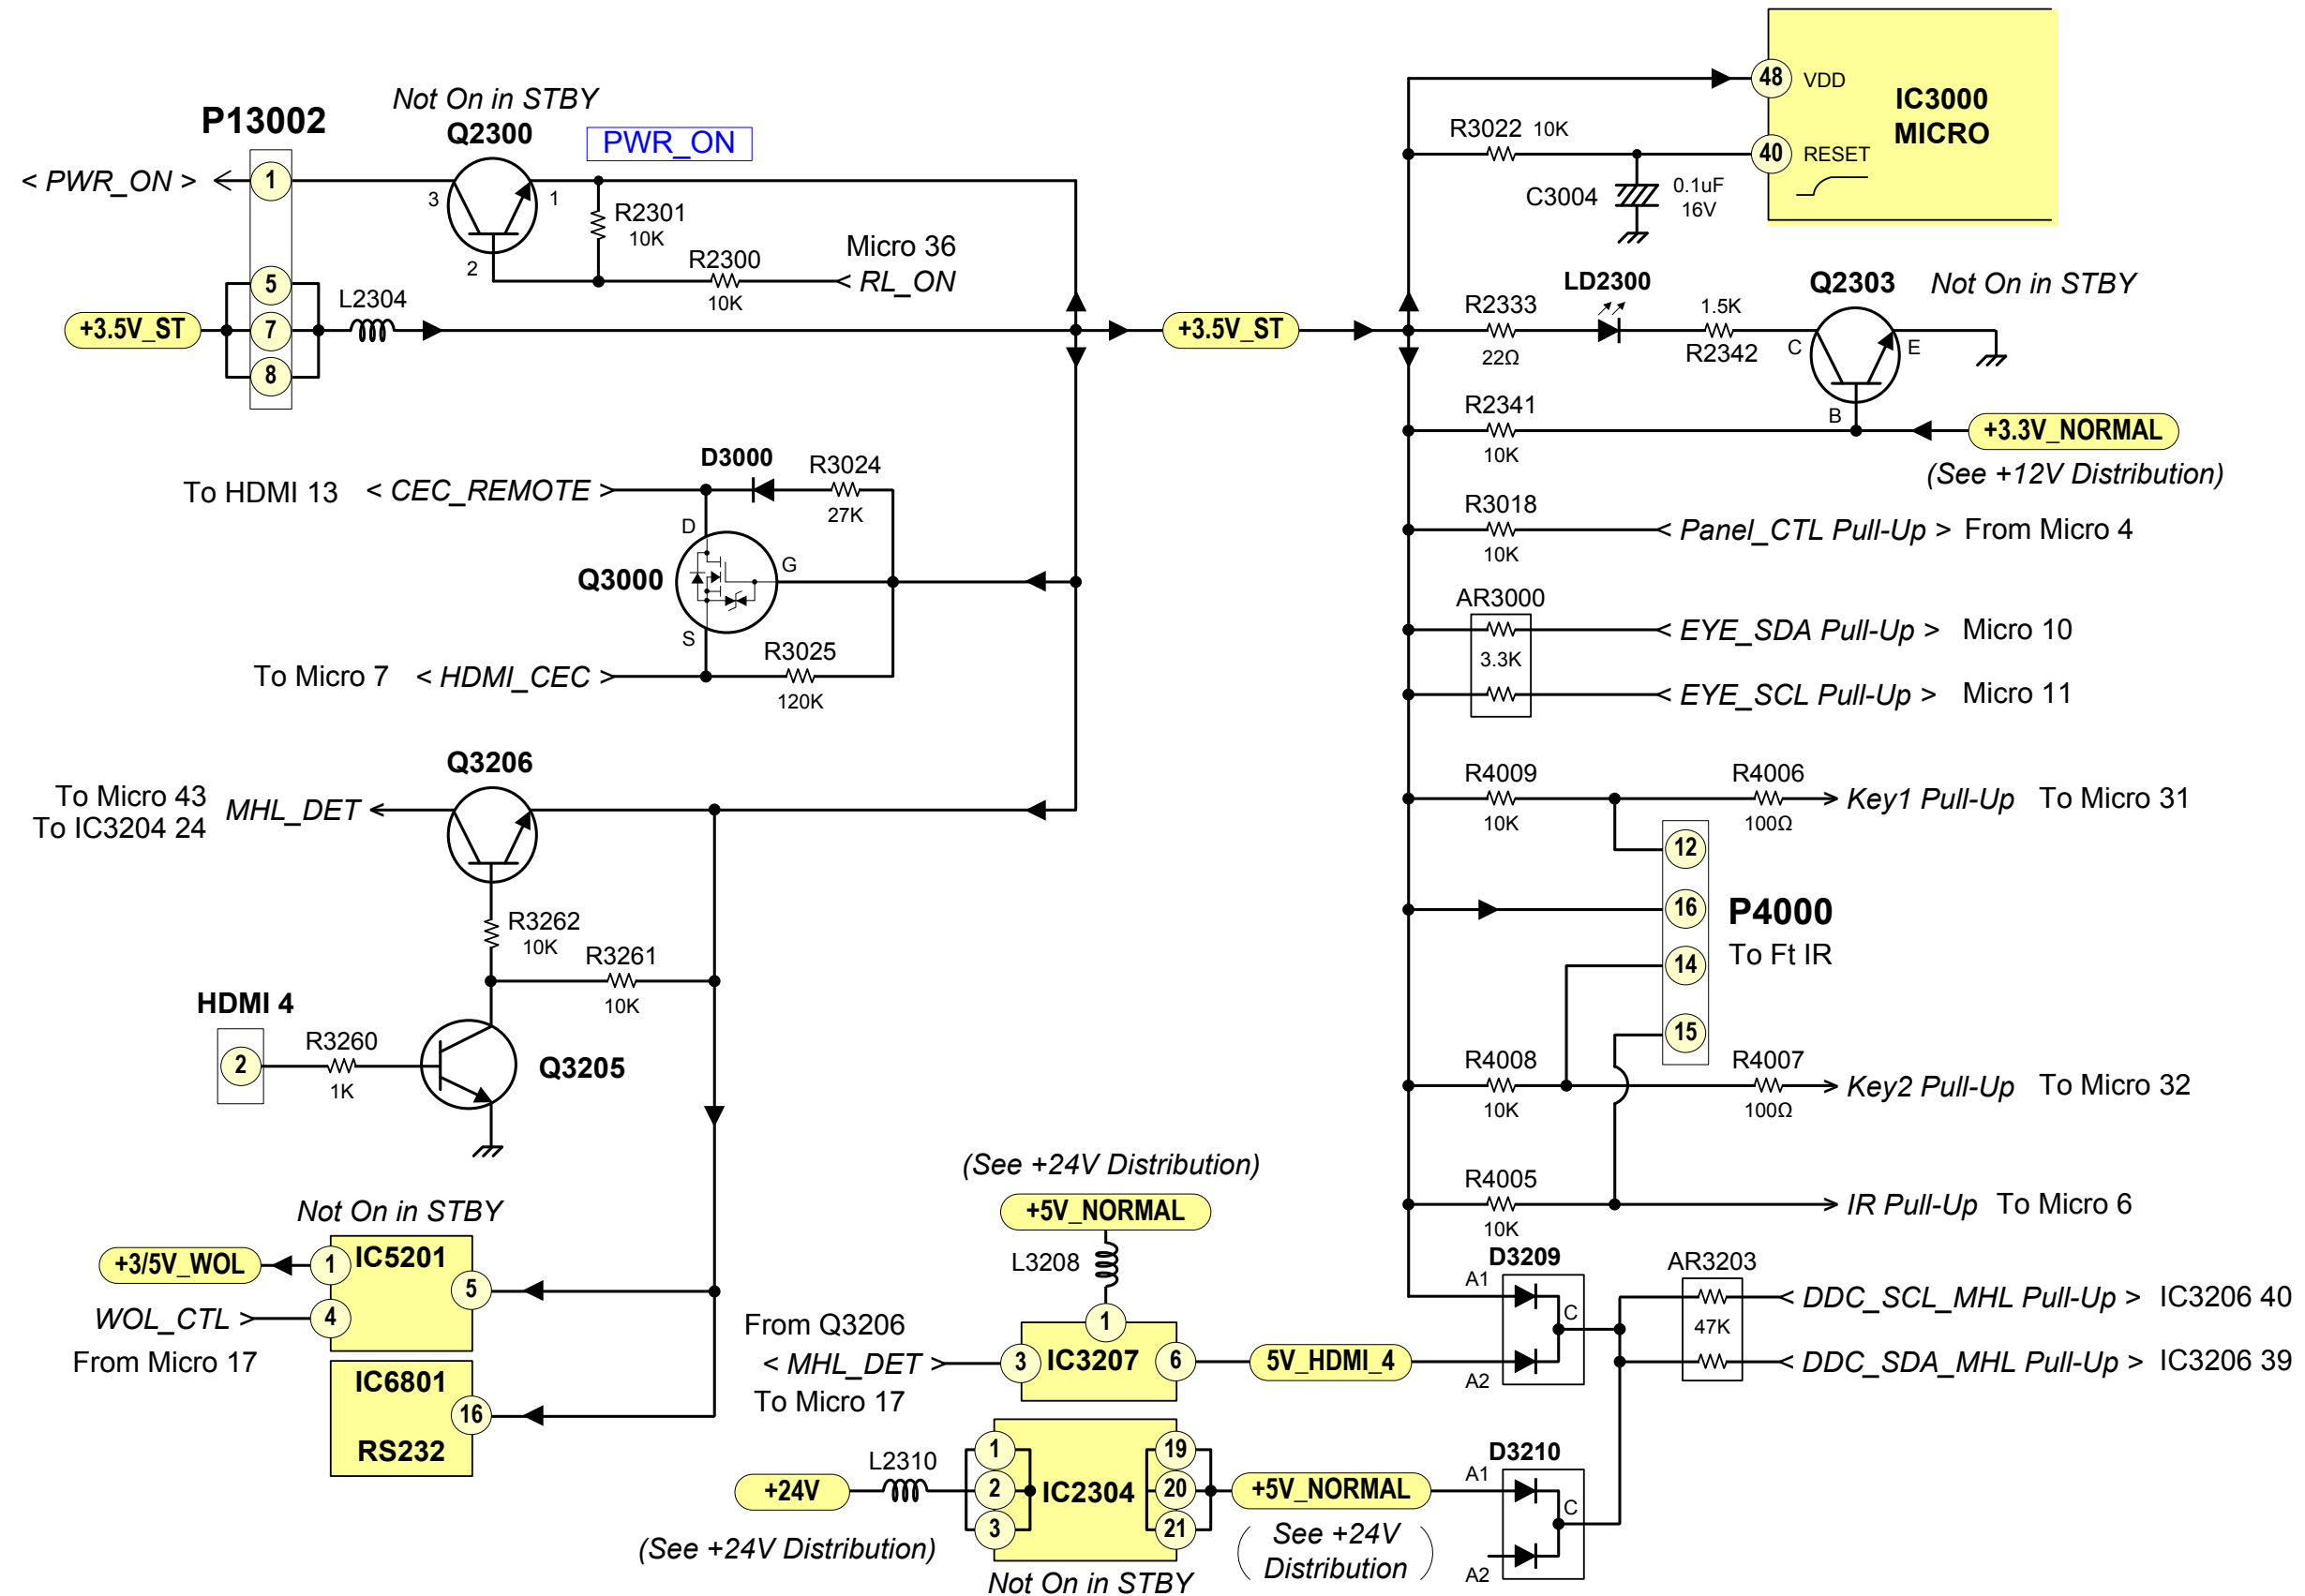 Not On in STBY
P13002
Q2300
PWR_ON
< PWR_ON >
1
3
1
R2301
10K
2
R2300
10K
Micro 36
< RL_ON
5
7
8
L2304
+3.5V_ST
+3.5V_ST
48 VDD
IC3000
MICRO
R3022 10K
40 RESET
C3004
0.1uF
16V
R2333
22Ω
LD2300
1.5K
R2342
Q2303
Not On in STBY
C
E
B
R2341
10K
+3.3V_NORMAL
(See +12V Distribution)
D3000
R3024
27K
To HDMI 13 < CEC_REMOTE >
D
G
S
Q3000
To Micro 7 < HDMI_CEC >
R3025
120K
R3018
10K
< Panel_CTL Pull-Up > From Micro 4
AR3000
3.3K
< EYE_SDA Pull-Up > Micro 10
< EYE_SCL Pull-Up > Micro 11
Q3206
To Micro 43
To IC3204 24
MHL_DET
R3262
10K
R3261
10K
HDMI 4
2
R3260
1K
Q3205
R4009
10K
R4006
100Ω
Key1 Pull-Up To Micro 31
12
16
14
15
P4000
To Ft IR
R4008
10K
R4007
100Ω
Key2 Pull-Up To Micro 32
R4005
10K
IR Pull-Up To Micro 6
Not On in STBY
+3/5V_WOL
1
IC5201
5
4
WOL_CTL >
From Micro 17
IC6801
16
RS232
(See +24V Distribution)
+5V_NORMAL
L3208
1
From Q3206
< MHL_DET >
To Micro 17
3
IC3207
6
5V_HDMI_4
D3209
A1
C
A2
AR3203
47K
< DDC_SCL_MHL Pull-Up > IC3206 40
< DDC_SDA_MHL Pull-Up > IC3206 39
+24V
L2310
(See +24V Distribution)
1
2
3
IC2304
19
20
21
Not On in STBY
+5V_NORMAL
( See +24V
Distribution )
D3210
A1
C
A2